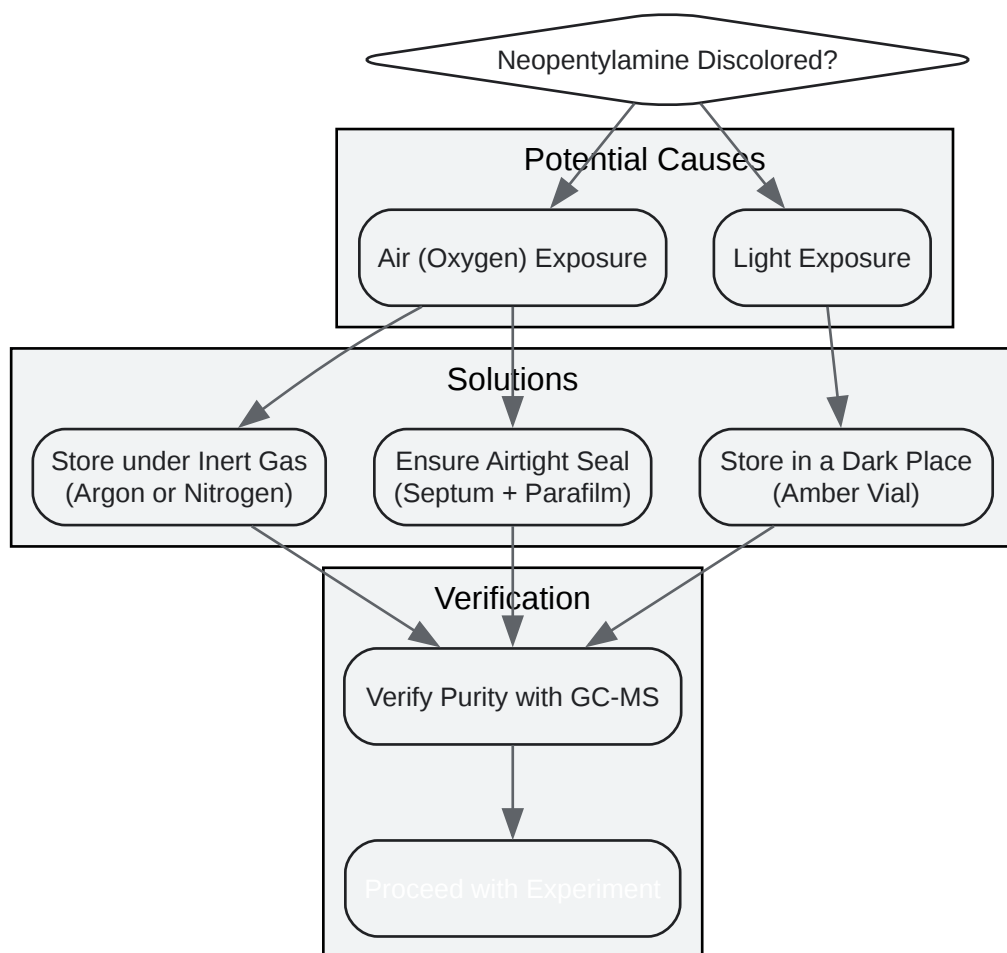 Neopentylamine Discolored?
Potential Causes
Air (Oxygen) Exposure
Light Exposure
Solutions
Store under Inert Gas
(Argon or Nitrogen)
Ensure Airtight Seal
(Septum + Parafilm)
Store in a Dark Place
(Amber Vial)
Verification
Verify Purity with GC-MS
Proceed with Experiment